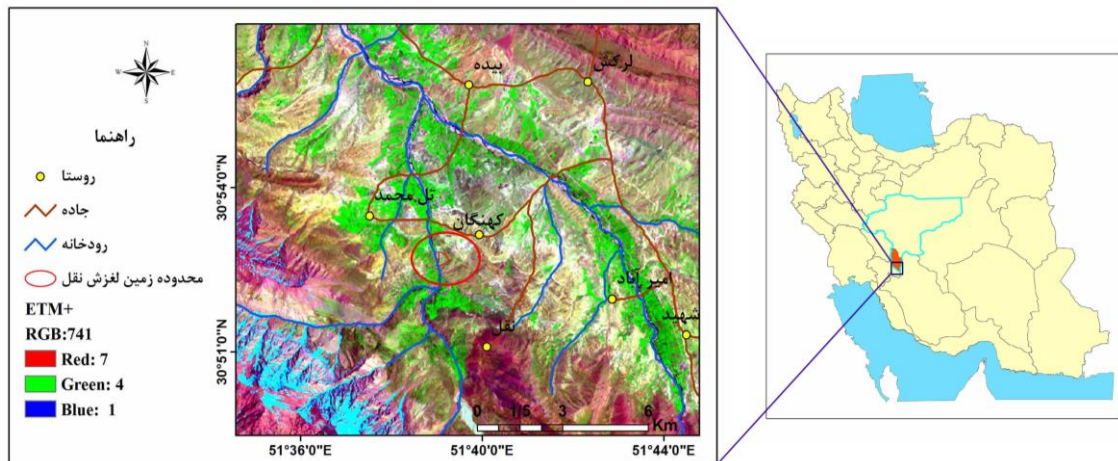 N
W E
S
راهنما
روستا
جاده
رودخانه
محدوده زمین لغزش نقل
ETM+
RGB:741
Red: 7
Green: 4
Blue: 1
30°54'0"N
30°51'0"N
بیده
لرکش
تل محمد
کهنگان
امیر آباد
شهید
نقل
0 1/5 3 6
Km
51°36'0"E 51°40'0"E 51°44'0"E